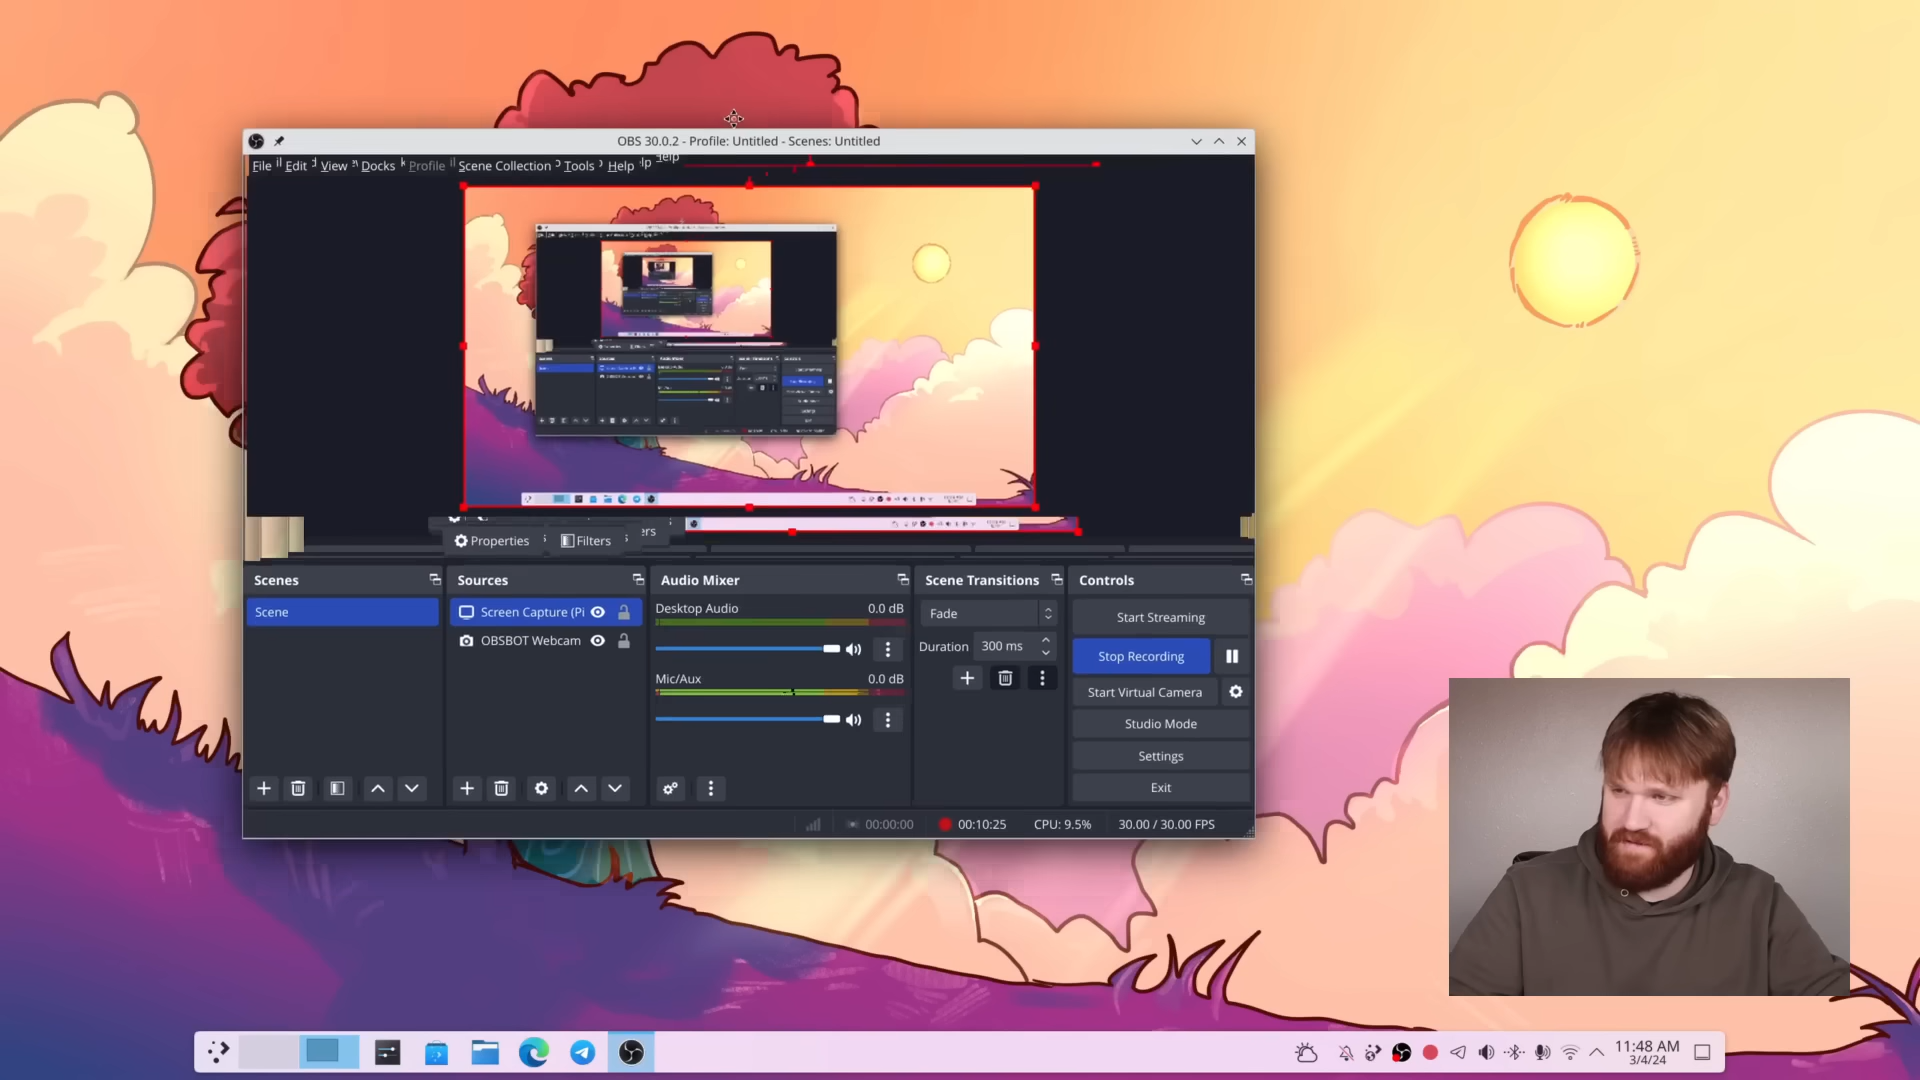 OBS 30.0.2 - Profile: Untitled - Scenes: Untitled
File Edit View Docks Profile Scene Collection Tools Help
Help
Properties Filters
Scenes Sources Audio Mixer Scene Transitions Controls
Scene
Screen Capture (Pi
OBSBOT Webcam
Desktop Audio 0.0 dB
Mic/Aux 0.0 dB
Fade
Duration 300 ms
Start Streaming
Stop Recording
Start Virtual Camera
Studio Mode
Settings
Exit
00:00:00 00:10:25 CPU: 9.5% 30.00 / 30.00 FPS
11:48 AM
3/4/24